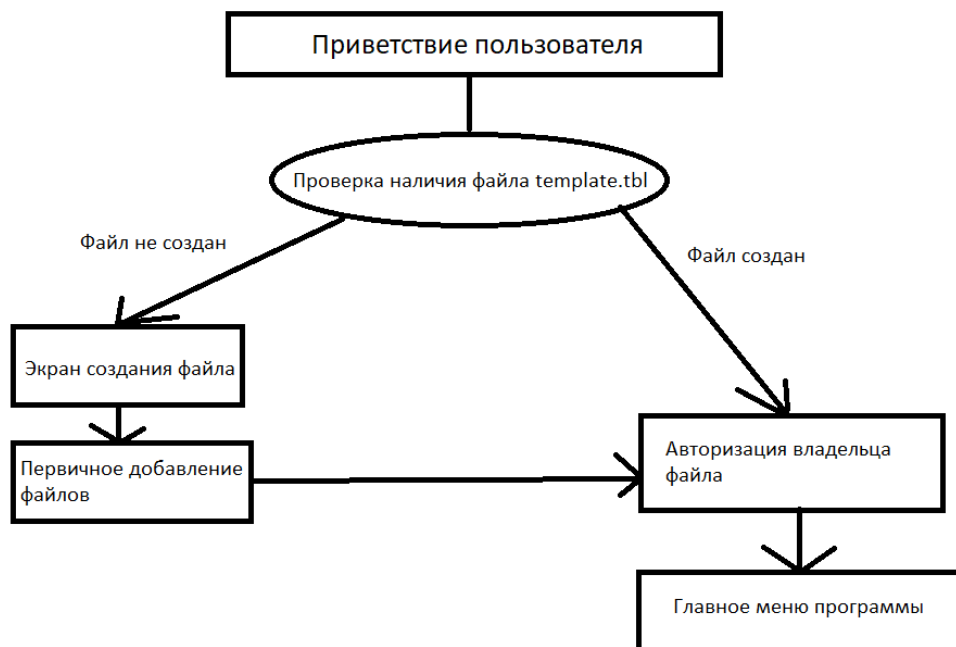 Приветствие пользователя
Проверка наличия файла template.tbl
Файл не создан
Файл создан
Экран создания файла
Первичное добавление
файлов
Авторизация владельца
файла
Главное меню программы